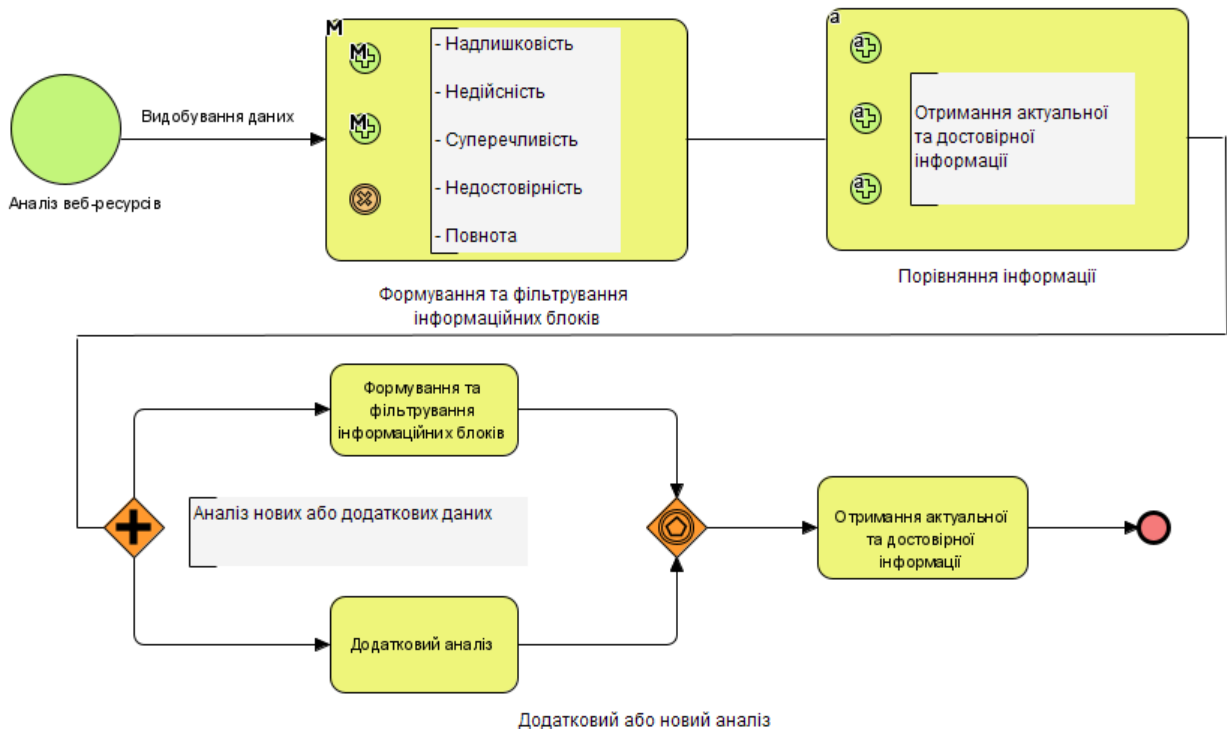 M
M
M
- Надлишковість
- Недійсність
- Суперечливість
- Недостовірність
- Повнота
a
a
a
a
Отримання актуальної
та достовірної
інформації
Видобування даних
Аналіз веб-ресурсів
Формування та фільтрування
інформаційних блоків
Порівняння інформації
Формування та
фільтрування
інформаційних блоків
Аналіз нових або додаткових даних
Отримання актуальної
та достовірної
інформації
Додатковий аналіз
Додатковий або новий аналіз